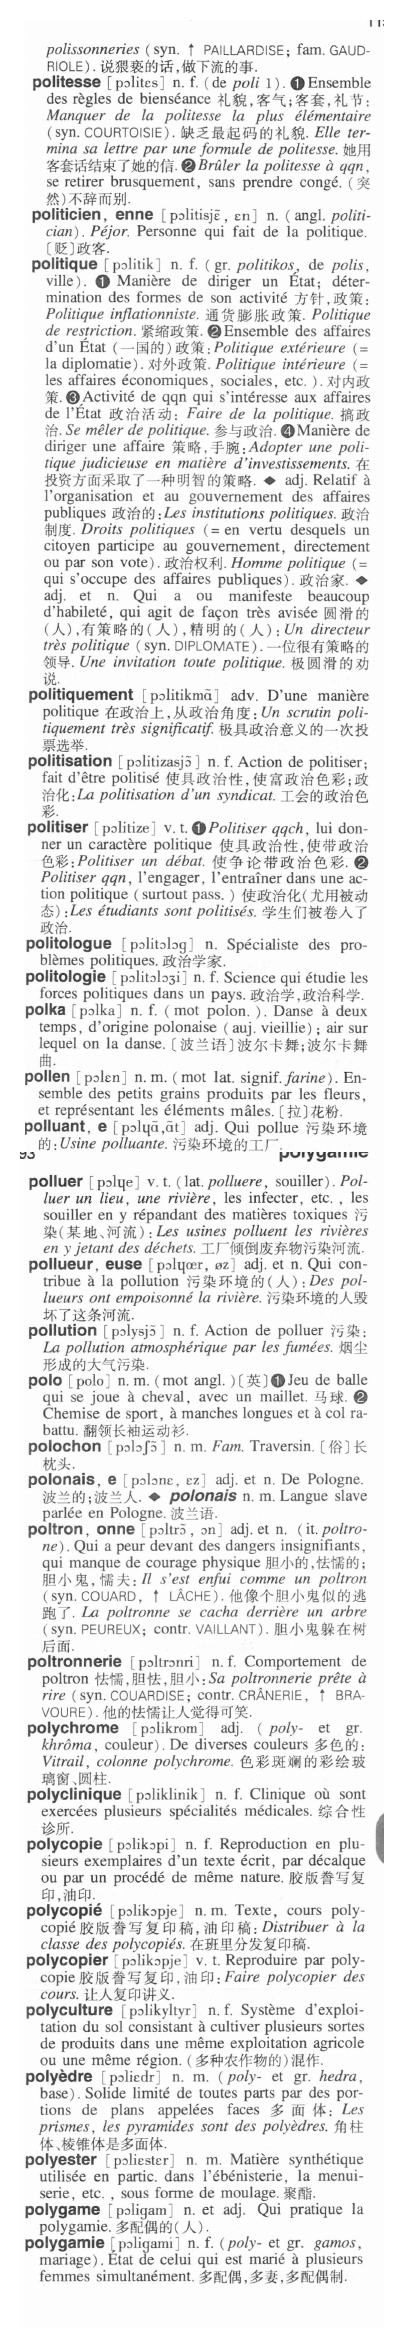 polissonneries (syn. ↑ PAILLARDISE; fam. GAUD-
RIOLE). 说猥亵的话,做下流的事.
politesse [pɔlitɛs] n. f. (de poli 1). ❶Ensemble
des règles de bienséance 礼貌,客气;客套,礼节:
Manquer de la politesse la plus élémentaire
(syn. COURTOISIE). 缺乏最起码的礼貌. Elle ter-
mina sa lettre par une formule de politesse. 她用
客套话结束了她的信. ❷Brûler la politesse à qqn,
se retirer brusquement, sans prendre congé. (突
然)不辞而别.
politicien, enne [pɔlitisjɛ̃, ɛn] n. (angl. politi-
cian). Péjor. Personne qui fait de la politique.
〔贬〕政客.
politique [pɔlitik] n. f. (gr. politikos, de polis,
ville). ❶ Manière de diriger un État; déter-
mination des formes de son activité 方针,政策:
Politique inflationniste. 通货膨胀政策. Politique
de restriction. 紧缩政策. ❷Ensemble des affaires
d'un État (一国的)政策:Politique extérieure (=
la diplomatie). 对外政策. Politique intérieure (=
les affaires économiques, sociales, etc. ). 对内政
策. ❸Activité de qqn qui s'intéresse aux affaires
de l'État 政治活动: Faire de la politique. 搞政
治. Se mêler de politique. 参与政治. ❹Manière de
diriger une affaire 策略,手腕:Adopter une poli-
tique judicieuse en matière d'investissements. 在
投资方面采取了一种明智的策略. ◆ adj. Relatif à
l'organisation et au gouvernement des affaires
publiques 政治的:Les institutions politiques. 政治
制度. Droits politiques (= en vertu desquels un
citoyen participe au gouvernement, directement
ou par son vote). 政治权利. Homme politique (=
qui s'occupe des affaires publiques). 政治家. ◆
adj. et n. Qui a ou manifeste beaucoup
d'habileté, qui agit de façon très avisée 圆滑的
(人),有策略的(人),精明的(人): Un directeur
très politique (syn. DIPLOMATE). 一位很有策略的
领导. Une invitation toute politique. 极圆滑的劝
说.
politiquement [pɔlitikmɑ̃] adv. D'une manière
politique 在政治上,从政治角度: Un scrutin poli-
tiquement très significatif. 极具政治意义的一次投
票选举.
politisation [pɔlitizasjɔ̃] n. f. Action de politiser;
fait d'être politisé 使具政治性,使富政治色彩;政
治化:La politisation d'un syndicat. 工会的政治色
彩.
politiser [pɔlitize] v. t. ❶Politiser qqch, lui don-
ner un caractère politique 使具政治性,使带政治
色彩:Politiser un débat. 使争论带政治色彩. ❷
Politiser qqn, l'engager, l'entraîner dans une ac-
tion politique (surtout pass. ) 使政治化(尤用被动
态):Les étudiants sont politisés. 学生们被卷入了
政治.
politologue [pɔlitɔlɔg] n. Spécialiste des pro-
blèmes politiques. 政治学家.
politologie [pɔlitɔlɔʒi] n. f. Science qui étudie les
forces politiques dans un pays. 政治学,政治科学.
polka [pɔlka] n. f. ( mot polon. ). Danse à deux
temps, d'origine polonaise (auj. vieillie); air sur
lequel on la danse. 〔波兰语〕波尔卡舞;波尔卡舞
曲.
pollen [pɔlɛn] n. m. (mot lat. signif. farine). En-
semble des petits grains produits par les fleurs,
et représentant les éléments mâles. 〔拉〕花粉.
polluant, e [pɔlɥɑ̃, ɑ̃t] adj. Qui pollue 污染环境
的:Usine polluante. 污染环境的工厂.
93 polygamie
polluer [pɔlɥe] v. t. (lat. polluere, souiller). Pol-
luer un lieu, une rivière, les infecter, etc. , les
souiller en y répandant des matières toxiques 污
染(某地、河流): Les usines polluent les rivières
en y jetant des déchets. 工厂倾倒废弃物污染河流.
pollueur, euse [pɔlɥœr, øz] adj. et n. Qui con-
tribue à la pollution 污染环境的(人): Des pol-
lueurs ont empoisonné la rivière. 污染环境的人毁
坏了这条河流.
pollution [pɔlysjɔ̃] n. f. Action de polluer 污染:
La pollution atmosphérique par les fumées. 烟尘
形成的大气污染.
polo [pɔlo] n. m. (mot angl. )〔英〕❶Jeu de balle
qui se joue à cheval, avec un maillet. 马球. ❷
Chemise de sport, à manches longues et à col ra-
battu. 翻领长袖运动衫.
polochon [pɔlɔʃɔ̃] n. m. Fam. Traversin. 〔俗〕长
枕头.
polonais, e [pɔlɔnɛ, ɛz] adj. et n. De Pologne.
波兰的;波兰人. ◆ polonais n. m. Langue slave
parlée en Pologne. 波兰语.
poltron, onne [pɔltrɔ̃, ɔn] adj. et n. (it. poltro-
ne). Qui a peur devant des dangers insignifiants,
qui manque de courage physique 胆小的,怯懦的;
胆小鬼,懦夫: Il s'est enfui comme un poltron
(syn. COUARD, ↑ LÂCHE). 他像个胆小鬼似的逃
跑了. La poltronne se cacha derrière un arbre
(syn. PEUREUX; contr. VAILLANT). 胆小鬼躲在树
后面.
poltronnerie [pɔltrɔnri] n. f. Comportement de
poltron 怯懦,胆怯,胆小:Sa poltronnerie prête à
rire (syn. COUARDISE; contr. CRÂNERIE, ↑ BRA-
VOURE). 他的怯懦让人觉得可笑.
polychrome [pɔlikrom] adj. ( poly- et gr.
khrôma, couleur). De diverses couleurs 多色的:
Vitrail, colonne polychrome. 色彩斑斓的彩绘玻
璃窗、圆柱.
polyclinique [pɔliklinik] n. f. Clinique où sont
exercées plusieurs spécialités médicales. 综合性
诊所.
polycopie [pɔlikɔpi] n. f. Reproduction en plu-
sieurs exemplaires d'un texte écrit, par décalque
ou par un procédé de même nature. 胶版誊写复
印,油印.
polycopié [pɔlikɔpje] n. m. Texte, cours poly-
copié 胶版誊写复印稿,油印稿: Distribuer à la
classe des polycopiés. 在班里分发复印稿.
polycopier [pɔlikɔpje] v. t. Reproduire par poly-
copie 胶版誊写复印,油印: Faire polycopier des
cours. 让人复印讲义.
polyculture [pɔlikyltyr] n. f. Système d'exploi-
tation du sol consistant à cultiver plusieurs sortes
de produits dans une même exploitation agricole
ou une même région. (多种农作物的)混作.
polyèdre [pɔliɛdr] n. m. ( poly- et gr. hedra,
base). Solide limité de toutes parts par des por-
tions de plans appelées faces 多面体: Les
prismes, les pyramides sont des polyèdres. 角柱
体、棱锥体是多面体.
polyester [pɔliɛstɛr] n. m. Matière synthétique
utilisée en partic. dans l'ébénisterie, la menui-
serie, etc. , sous forme de moulage. 聚酯.
polygame [pɔligam] n. et adj. Qui pratique la
polygamie. 多配偶的(人).
polygamie [pɔligami] n. f. (poly- et gr. gamos,
mariage). État de celui qui est marié à plusieurs
femmes simultanément. 多配偶,多妻,多配偶制.